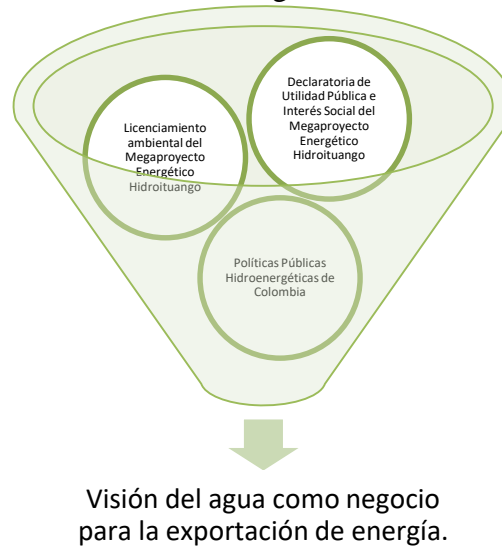 Licenciamiento
ambiental del
Megaproyecto
Energético
Hidroituango
Declaratoria de
Utilidad Pública e
Interés Social del
Megaproyecto
Energético
Hidroituango
Políticas Públicas
Hidroenergéticas de
Colombia
Visión del agua como negocio
para la exportación de energía.